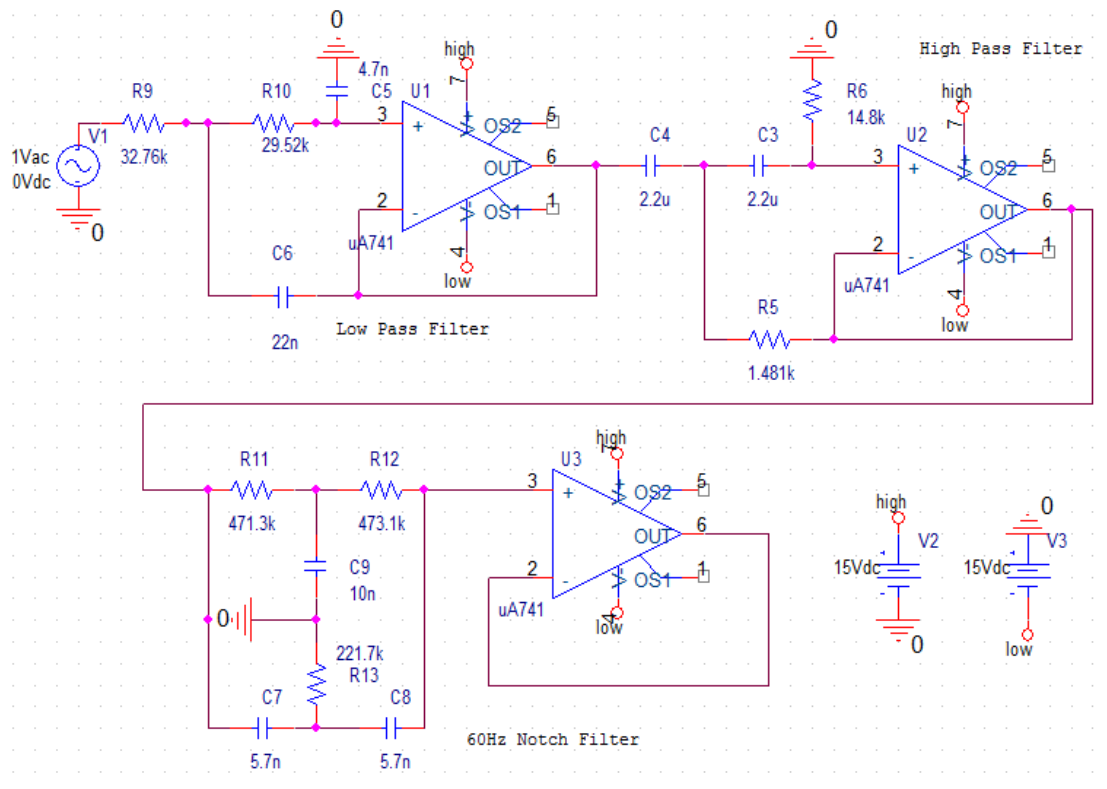 0
0
high
High Pass Filter
4.7n
7
R9
R10
C5
U1
R6
high
3
+
V+
OS2
5
14.8k
7
U2
V1
32.76k
29.52k
C4
C3
1Vac
0Vdc
OUT
6
3
+
V+
OS2
5
2.2u
2.2u
2
-
V-
OS1
1
OUT
6
0
uA741
4
2
-
V-
OS1
1
C6
low
uA741
4
R5
low
Low Pass Filter
22n
1.481k
high
R11
R12
U3
7
3
+
V+
OS2
5
high
0
471.3k
473.1k
OUT
6
V2
V3
C9
15Vdc
15Vdc
10n
2
-
V-
OS1
1
0
uA741
4
low
0
low
221.7k
R13
C7
C8
60Hz Notch Filter
5.7n
5.7n